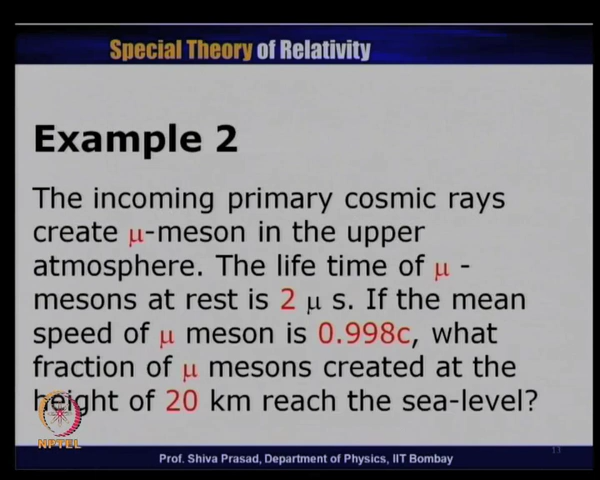 Special Theory of Relativity
Example 2
The incoming primary cosmic rays
create μ-meson in the upper
atmosphere. The life time of μ -
mesons at rest is 2 μ s. If the mean
speed of μ meson is 0.998c, what
fraction of μ mesons created at the
height of 20 km reach the sea-level?
NPTEL
Prof. Shiva Prasad, Department of Physics, IIT Bombay
11